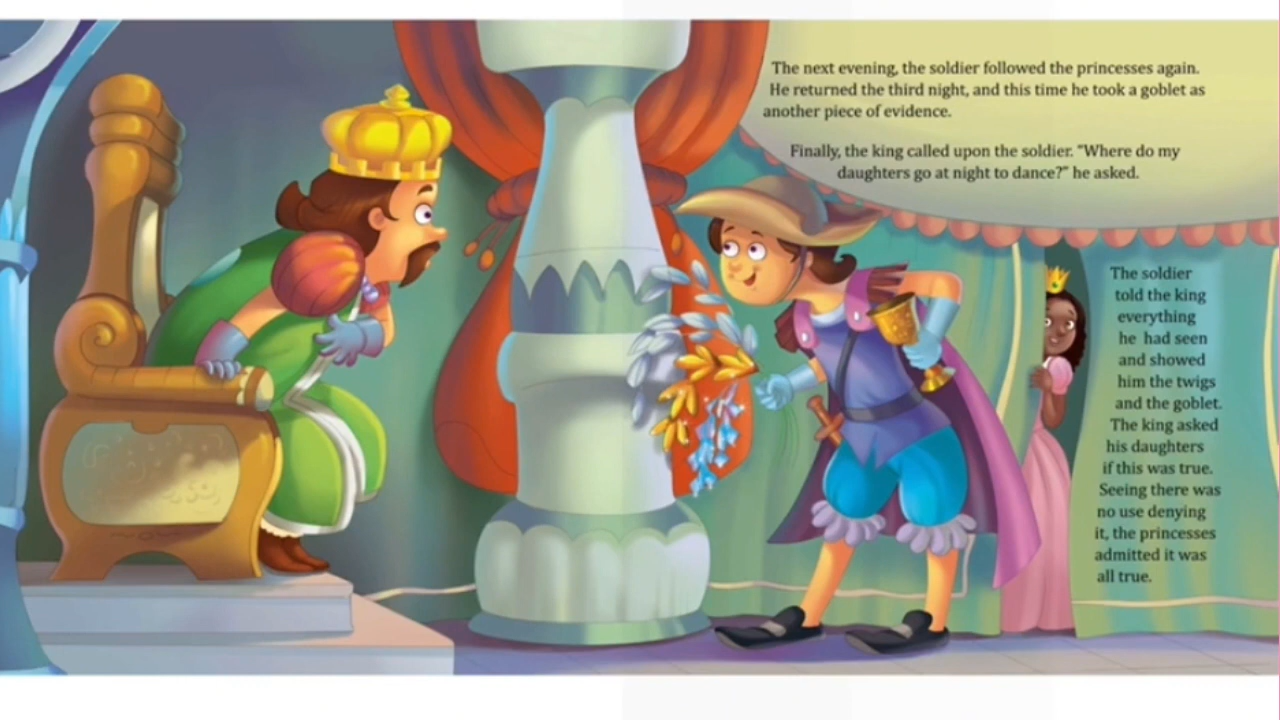 The next evening, the soldier followed the princesses again.
He returned the third night, and this time he took a goblet as
another piece of evidence.
Finally, the king called upon the soldier. “Where do my
daughters go at night to dance?” he asked.
The soldier
told the king
everything
he had seen
and showed
him the twigs
and the goblet.
The king asked
his daughters
if this was true.
Seeing there was
no use denying
it, the princesses
admitted it was
all true.